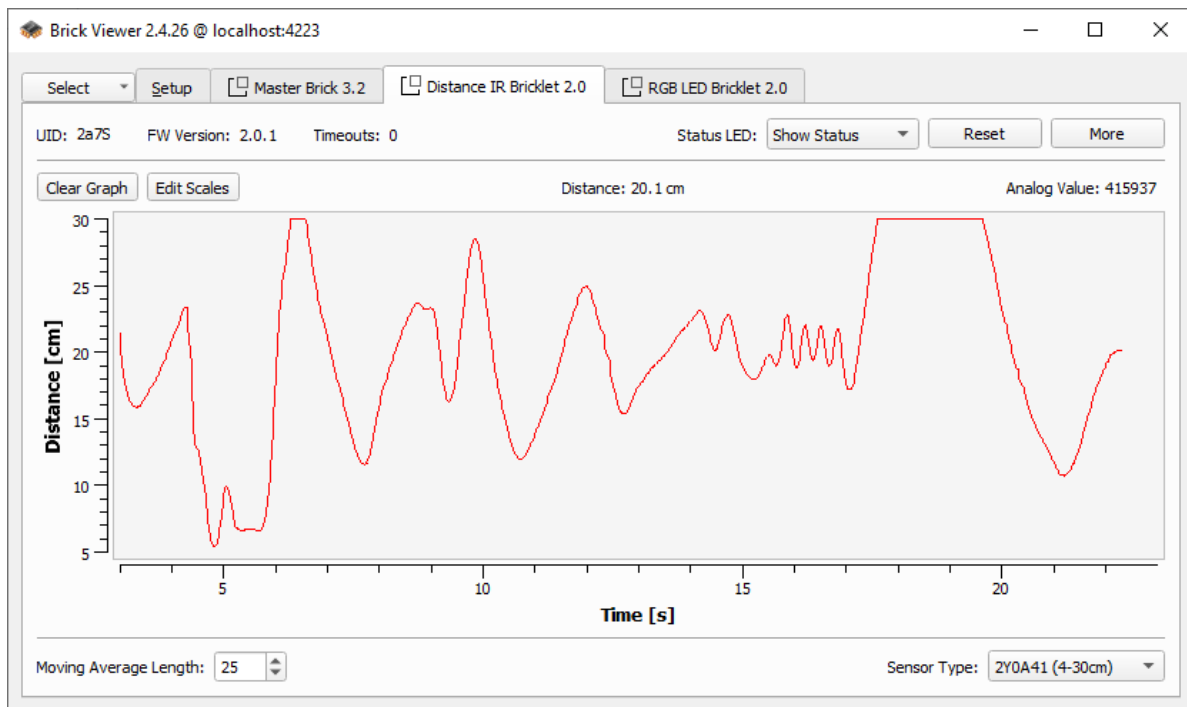 Brick Viewer 2.4.26 @ localhost:4223
Select Setup Master Brick 3.2 Distance IR Bricklet 2.0 RGB LED Bricklet 2.0
UID: 2a7S FW Version: 2.0.1 Timeouts: 0 Status LED: Show Status Reset More
Clear Graph Edit Scales Distance: 20.1 cm Analog Value: 415937
30
25
20
15
10
5
Distance [cm]
5 10 15 20
Time [s]
Moving Average Length: 25 Sensor Type: 2Y0A41 (4-30cm)